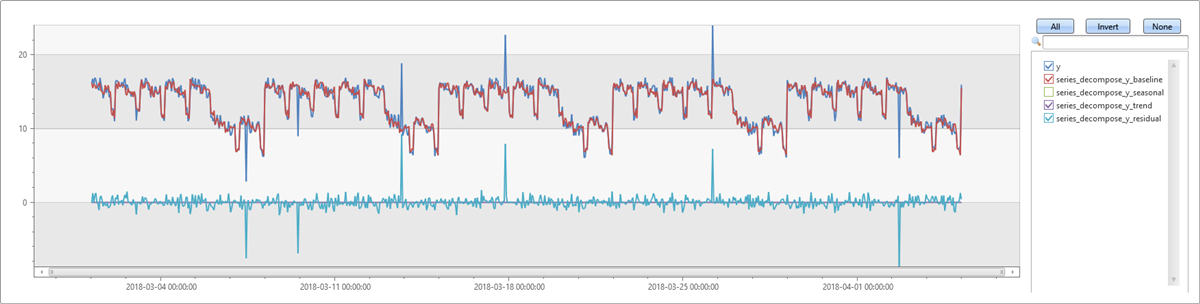 All Invert None
20
10
0
y
series_decompose_y_baseline
series_decompose_y_seasonal
series_decompose_y_trend
series_decompose_y_residual
2018-03-04 00:00:00 2018-03-11 00:00:00 2018-03-18 00:00:00 2018-03-25 00:00:00 2018-04-01 00:00:00